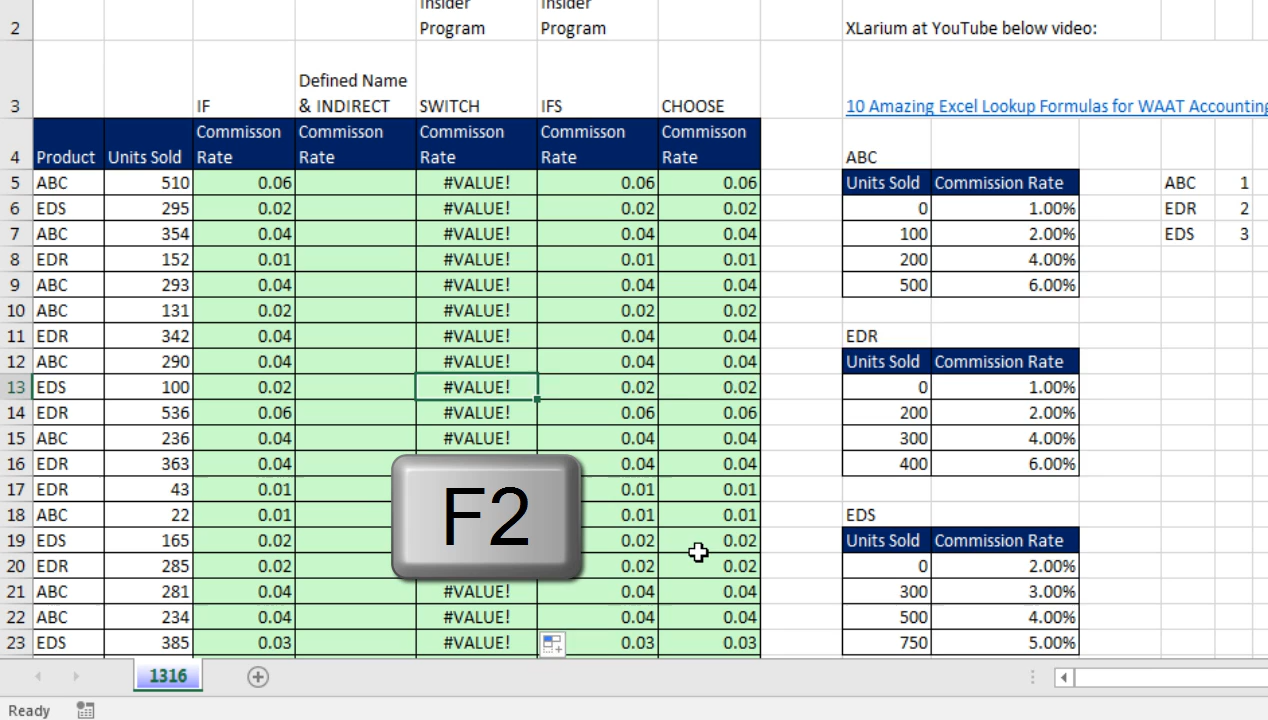 Insider Insider
2 Program Program XLarium at YouTube below video:
Defined Name
3 IF & INDIRECT SWITCH IFS CHOOSE 10 Amazing Excel Lookup Formulas for WAAT Accounting
Commisson Commisson Commisson Commisson Commisson
4 Product Units Sold Rate Rate Rate Rate Rate ABC
5 ABC 510 0.06 #VALUE! 0.06 0.06 Units Sold Commission Rate ABC 1
6 EDS 295 0.02 #VALUE! 0.02 0.02 0 1.00% EDR 2
7 ABC 354 0.04 #VALUE! 0.04 0.04 100 2.00% EDS 3
8 EDR 152 0.01 #VALUE! 0.01 0.01 200 4.00%
9 ABC 293 0.04 #VALUE! 0.04 0.04 500 6.00%
10 ABC 131 0.02 #VALUE! 0.02 0.02
11 EDR 342 0.04 #VALUE! 0.04 0.04 EDR
12 ABC 290 0.04 #VALUE! 0.04 0.04 Units Sold Commission Rate
13 EDS 100 0.02 #VALUE! 0.02 0.02 0 1.00%
14 EDR 536 0.06 #VALUE! 0.06 0.06 200 2.00%
15 ABC 236 0.04 #VALUE! 0.04 0.04 300 4.00%
16 EDR 363 0.04 0.04 0.04 400 6.00%
17 EDR 43 0.01 0.01 0.01
18 ABC 22 0.01 F2 0.01 0.01 EDS
19 EDS 165 0.02 0.02 0.02 Units Sold Commission Rate
20 EDR 285 0.02 0.02 0.02 0 2.00%
21 ABC 281 0.04 #VALUE! 0.04 0.04 300 3.00%
22 ABC 234 0.04 #VALUE! 0.04 0.04 500 4.00%
23 EDS 385 0.03 #VALUE! 0.03 0.03 750 5.00%
1316
Ready